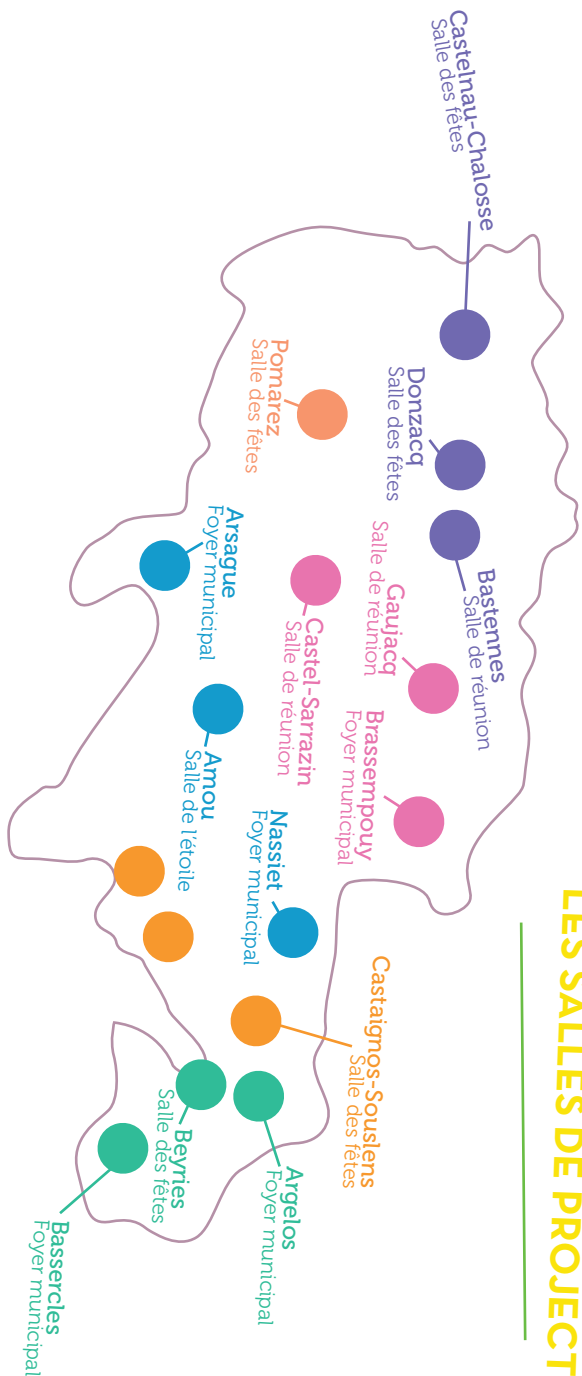 LES SALLES DE PROJECT
Castelnau-Chalosse
Salle des fêtes
Donzacq
Salle des fêtes
Bastennes
Salle de réunion
Gaujacq
Salle de réunion
Brassempouy
Foyer municipal
Pomarez
Salle des fêtes
Castel-Sarrazin
Salle de réunion
Arsague
Foyer municipal
Amou
Salle de l'étoile
Nassiet
Foyer municipal
Castaignos-Souslens
Salle des fêtes
Argelos
Foyer municipal
Beyries
Salle des fêtes
Bassercles
Foyer municipal